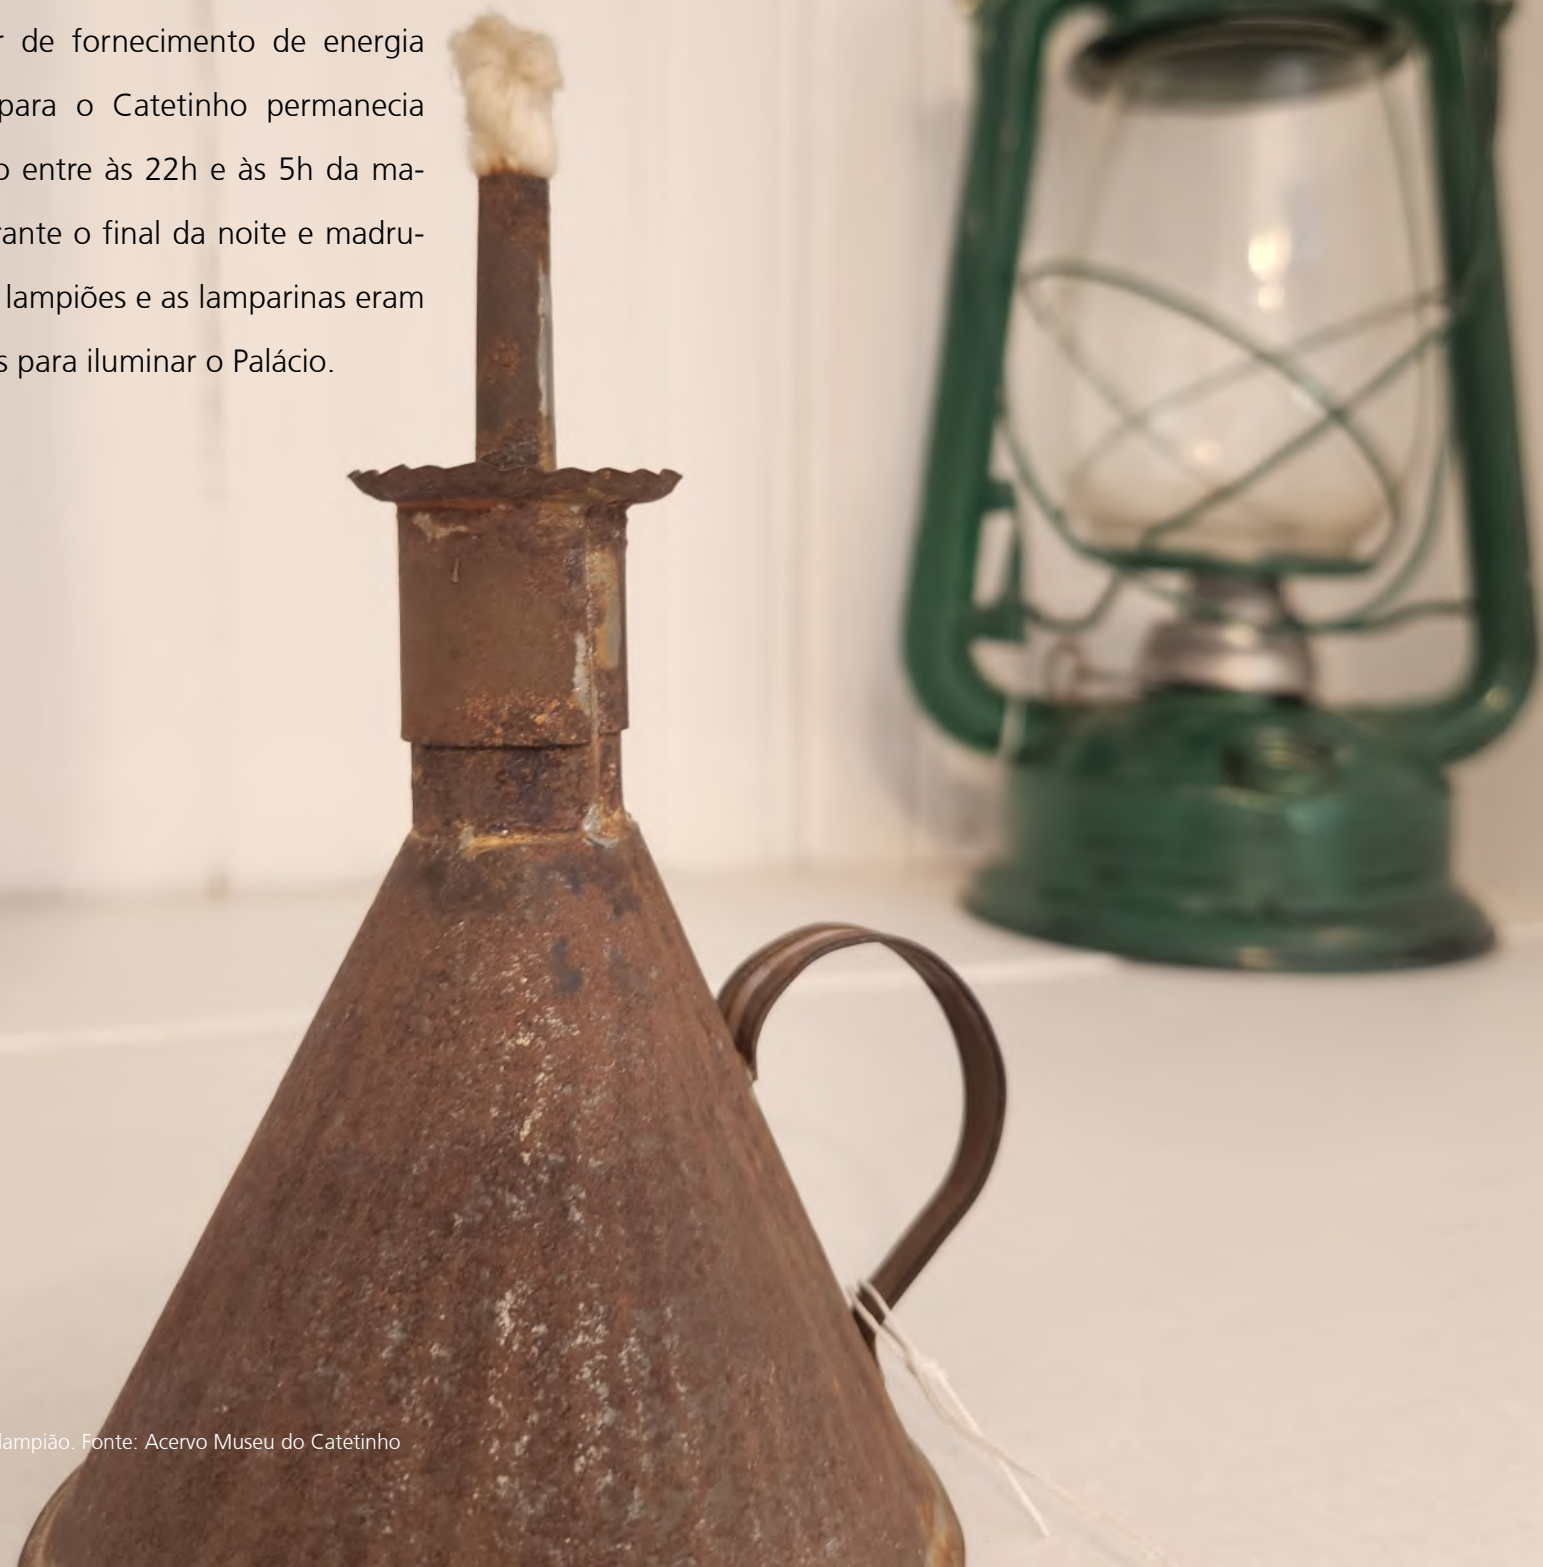 de fornecimento de energia
para o Catetinho permanecia
entre às 22h e às 5h da ma-
o final da noite e madru-
lampiões e as lamparinas eram
para iluminar o Palácio.
lampião. Fonte: Acervo Museu do Catetinho